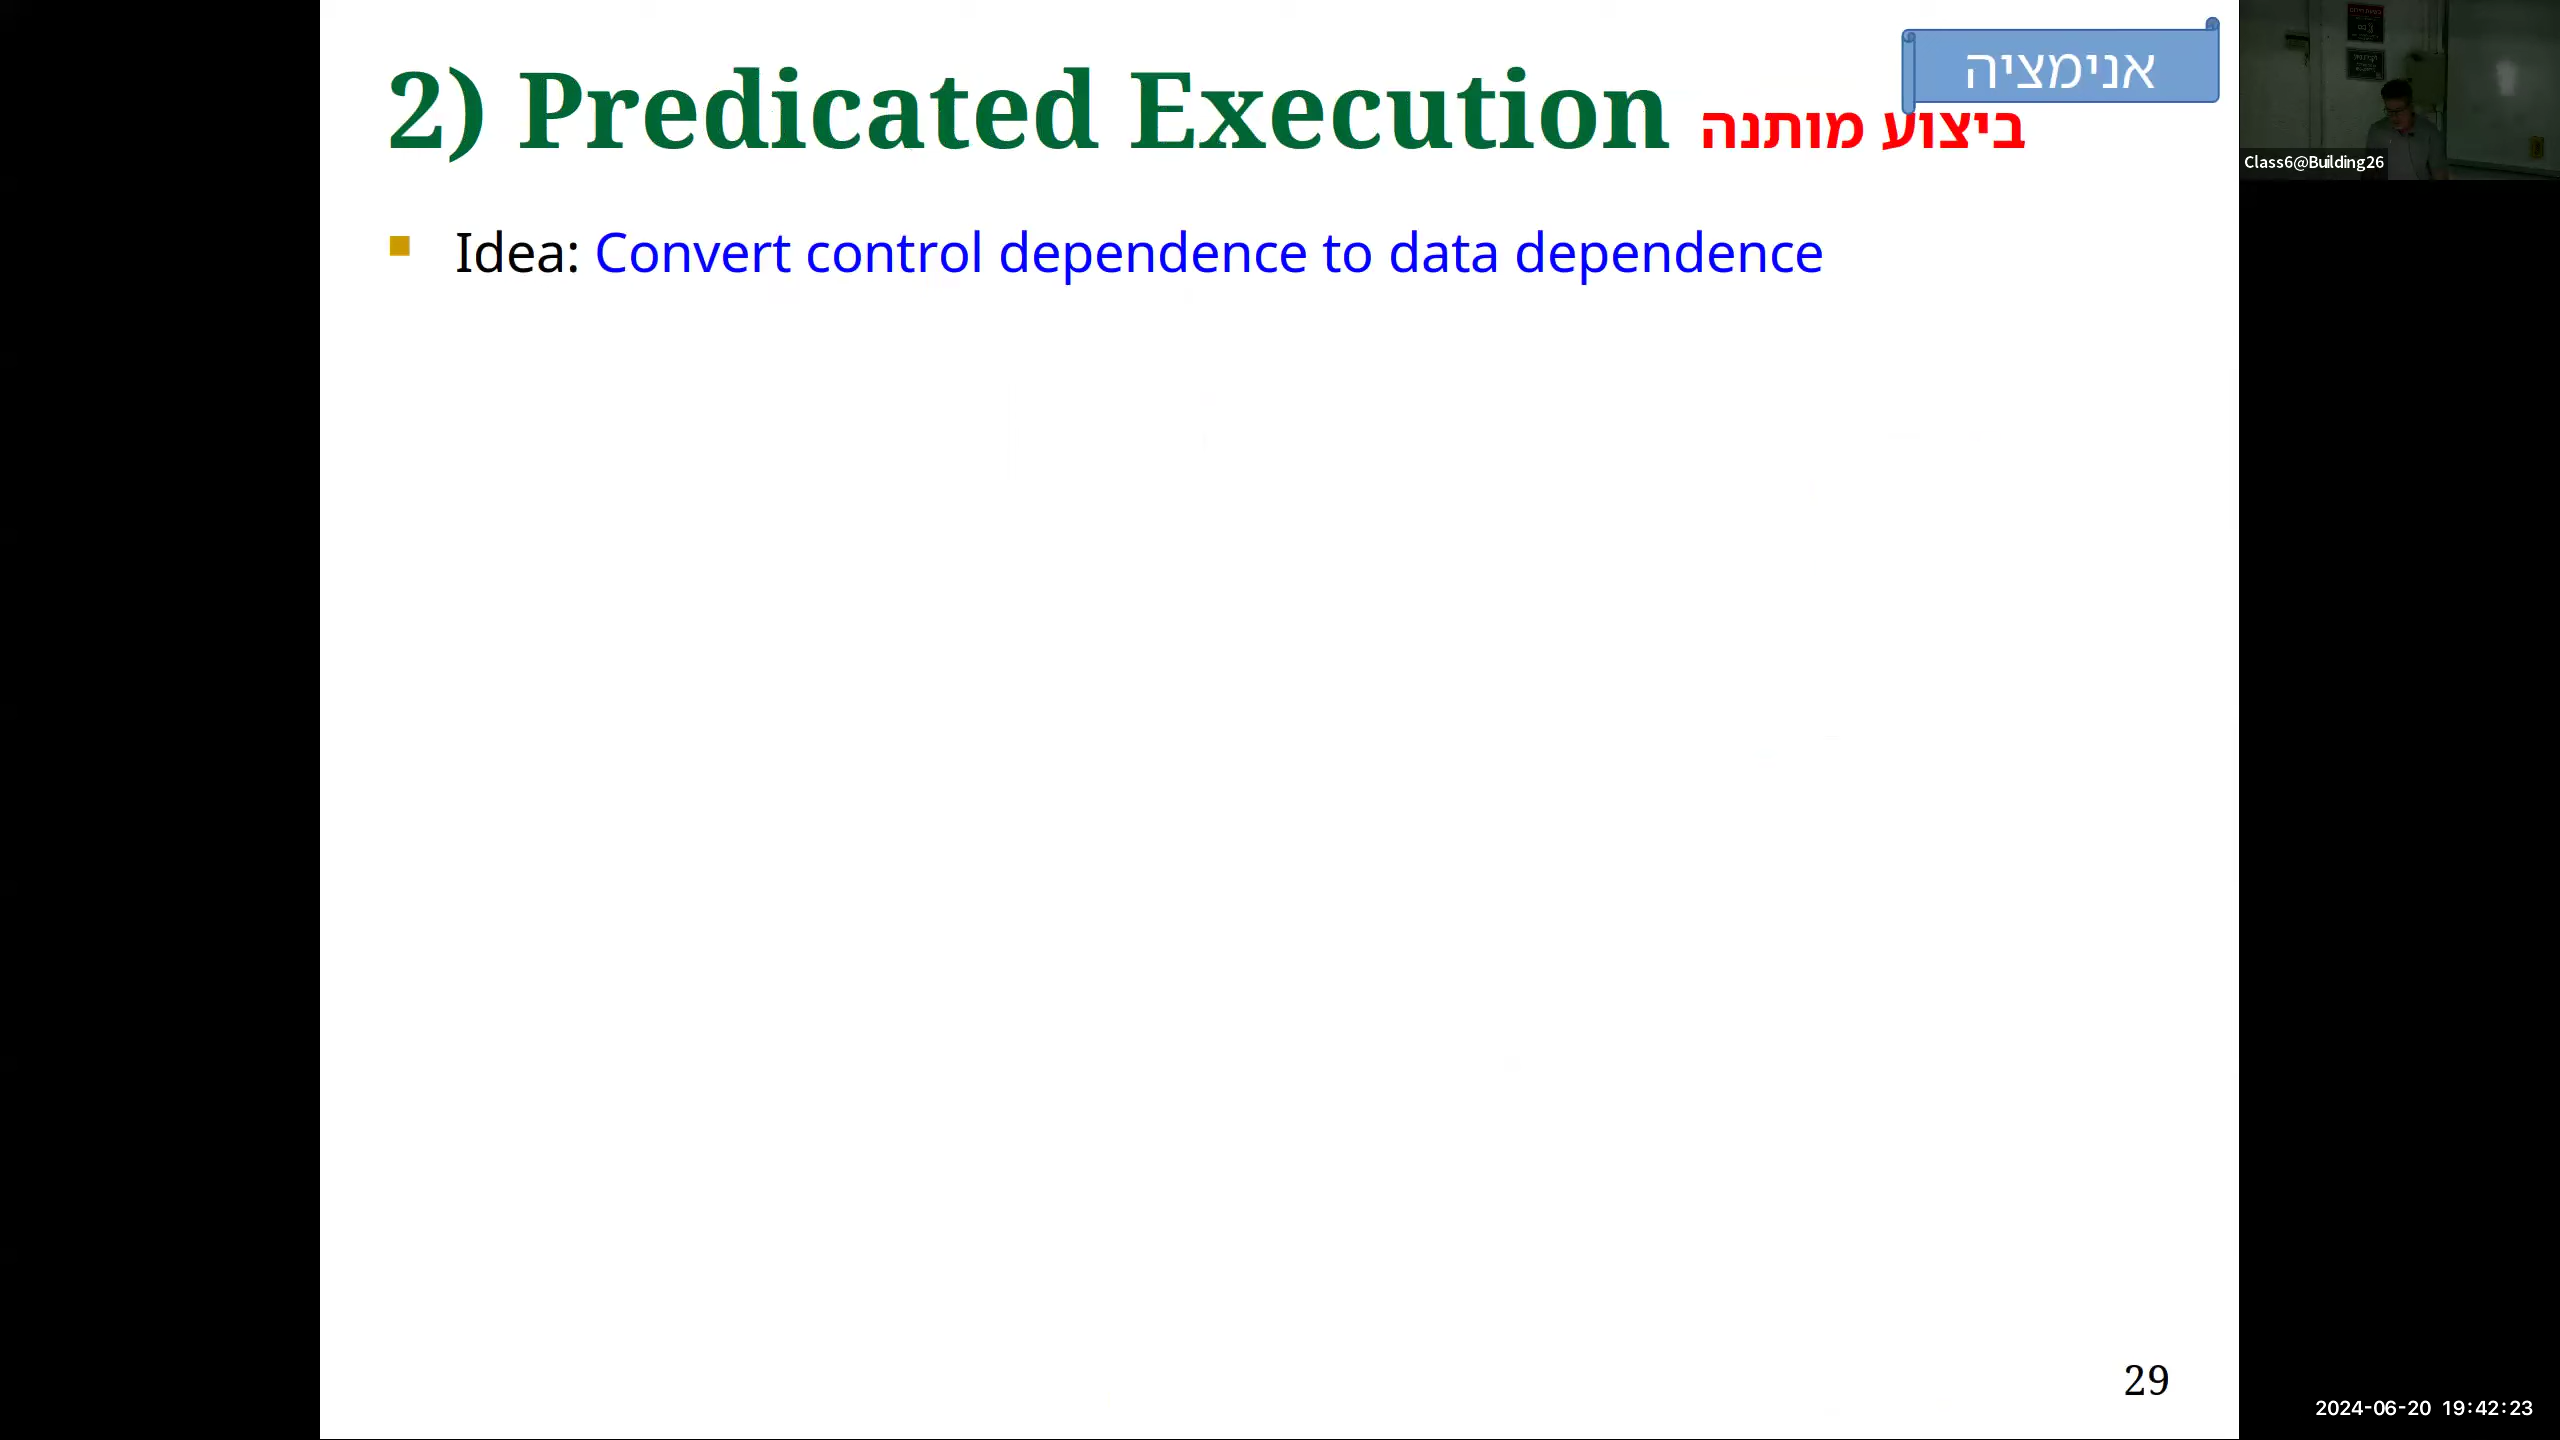 אנימציה
2) Predicated Execution ביצוע מותנה
Idea: Convert control dependence to data dependence
29
Class6@Building26
2024-06-20 19:42:23